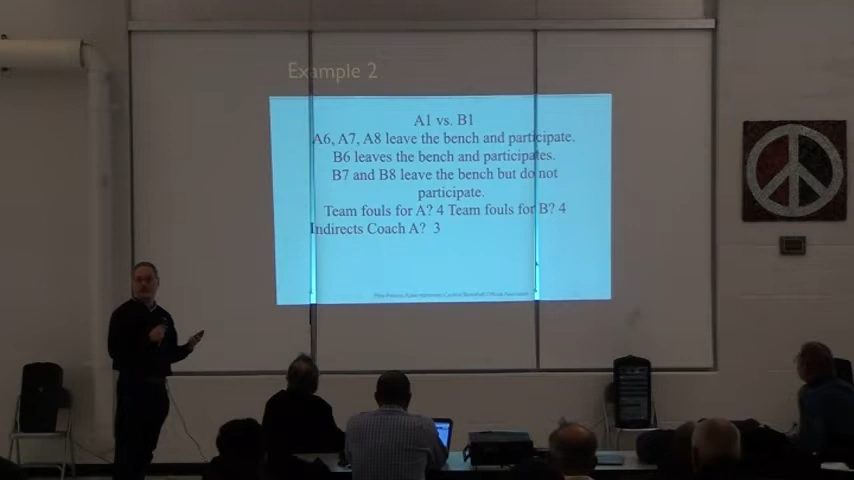 Example 2
A1 vs. B1
A6, A7, A8 leave the bench and participate.
B6 leaves the bench and participates.
B7 and B8 leave the bench but do not
participate.
Team fouls for A? 4 Team fouls for B? 4
Indirects Coach A? 3